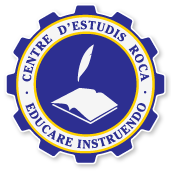 · CENTRE D'ESTUDIS ROCA ·
EDUCARE INSTRUENDO